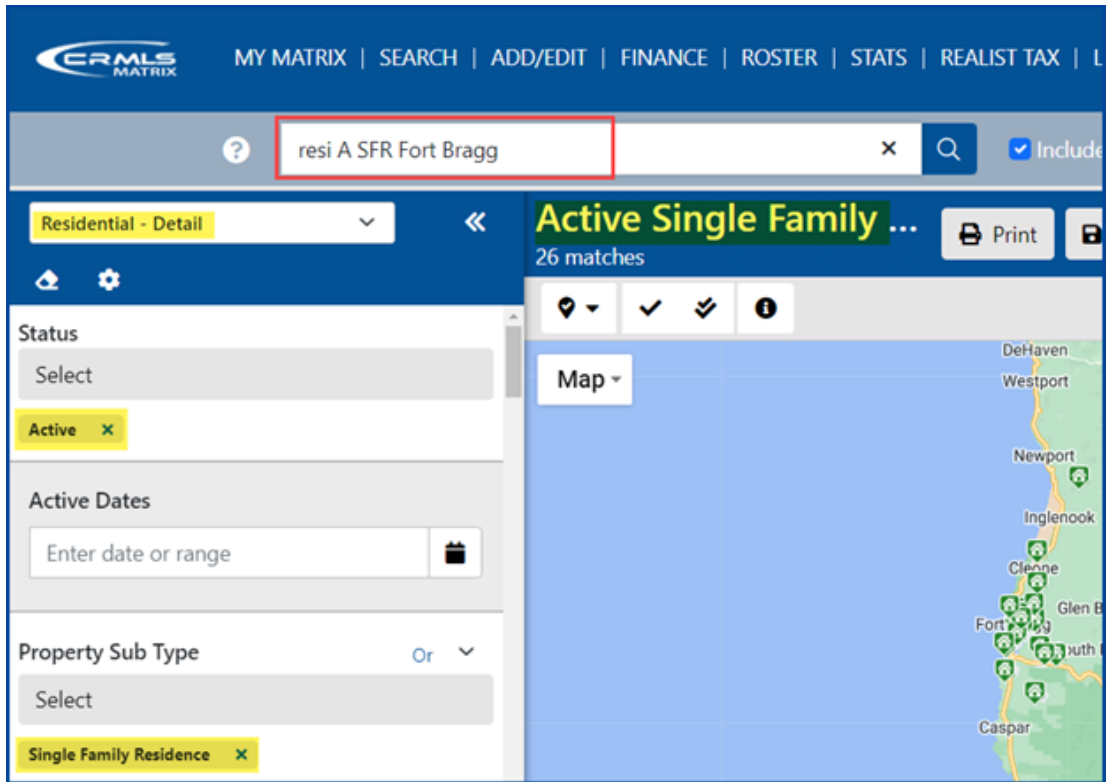 CRMLS
MATRIX
MY MATRIX | SEARCH | ADD/EDIT | FINANCE | ROSTER | STATS | REALIST TAX | L
? resi A SFR Fort Bragg × Include
Residential - Detail
Active Single Family ...
26 matches
Print
Status
Select
Active ×
Active Dates
Enter date or range
Property Sub Type Or
Select
Single Family Residence ×
Map
DeHaven
Westport
Newport
Inglenook
Cleone
Glen B
Fort
outh
Caspar